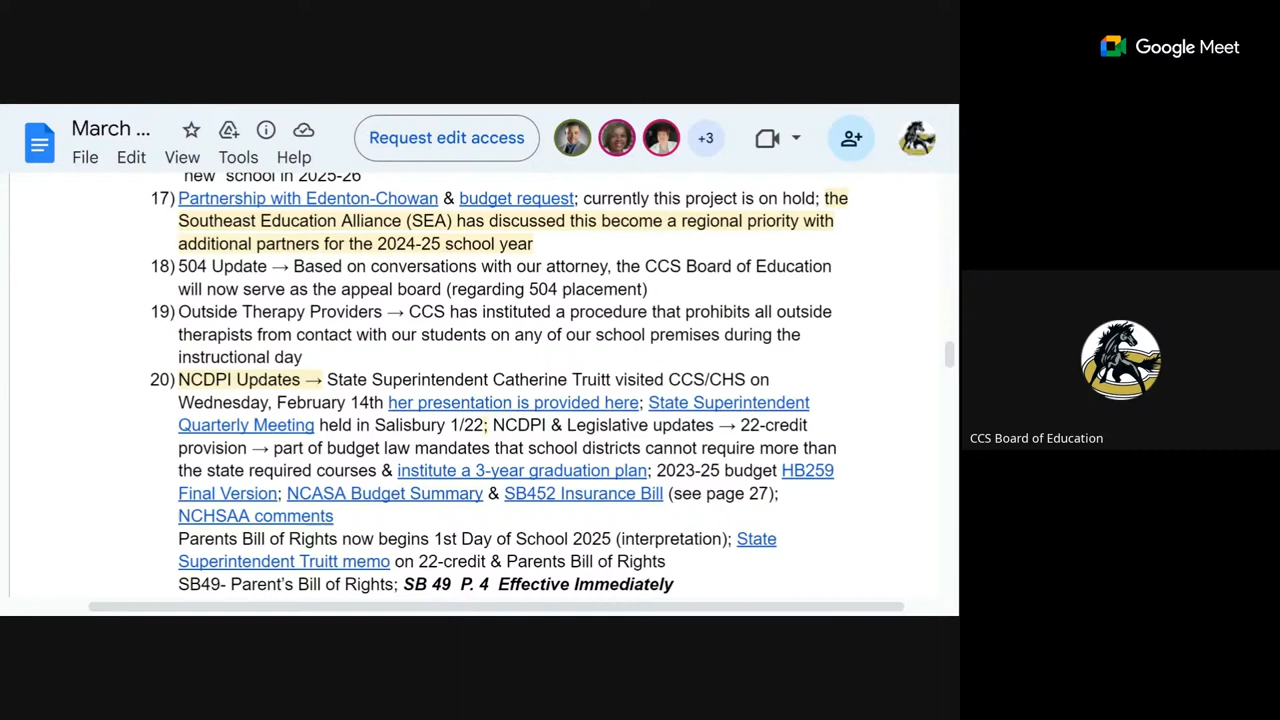 Google Meet
March ...
Request edit access
+3
File Edit View Tools Help
"new" school in 2025-26
17) Partnership with Edenton-Chowan & budget request; currently this project is on hold; the
Southeast Education Alliance (SEA) has discussed this become a regional priority with
additional partners for the 2024-25 school year
18) 504 Update → Based on conversations with our attorney, the CCS Board of Education
will now serve as the appeal board (regarding 504 placement)
19) Outside Therapy Providers → CCS has instituted a procedure that prohibits all outside
therapists from contact with our students on any of our school premises during the
instructional day
20) NCDPI Updates → State Superintendent Catherine Truitt visited CCS/CHS on
Wednesday, February 14th her presentation is provided here; State Superintendent
Quarterly Meeting held in Salisbury 1/22; NCDPI & Legislative updates → 22-credit
provision → part of budget law mandates that school districts cannot require more than
the state required courses & institute a 3-year graduation plan; 2023-25 budget HB259
Final Version; NCASA Budget Summary & SB452 Insurance Bill (see page 27);
NCHSAA comments
Parents Bill of Rights now begins 1st Day of School 2025 (interpretation); State
Superintendent Truitt memo on 22-credit & Parents Bill of Rights
SB49- Parent's Bill of Rights; SB 49 P. 4 Effective Immediately
CCS Board of Education